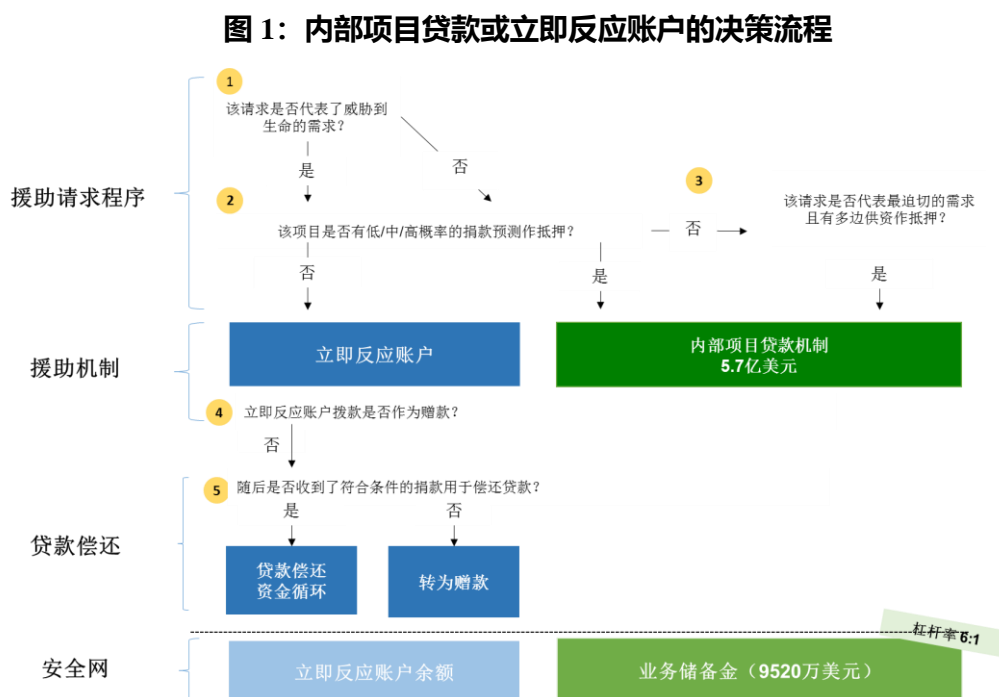 图 1：内部项目贷款或立即反应账户的决策流程
1
该请求是否代表了威胁到
生命的需求？
是
否
援助请求程序
2
3
该请求是否代表最迫切的需求
且有多边供资作抵押？
该项目是否有低/中/高概率的捐款预测作抵押？
否
否
是
是
援助机制
立即反应账户
内部项目贷款机制
5.7亿美元
4
立即反应账户拨款是否作为赠款？
否
5
随后是否收到了符合条件的捐款用于偿还贷款？
是
否
贷款偿还
贷款偿还
资金循环
转为赠款
杠杆率6:1
安全网
立即反应账户余额
业务储备金（9520万美元）